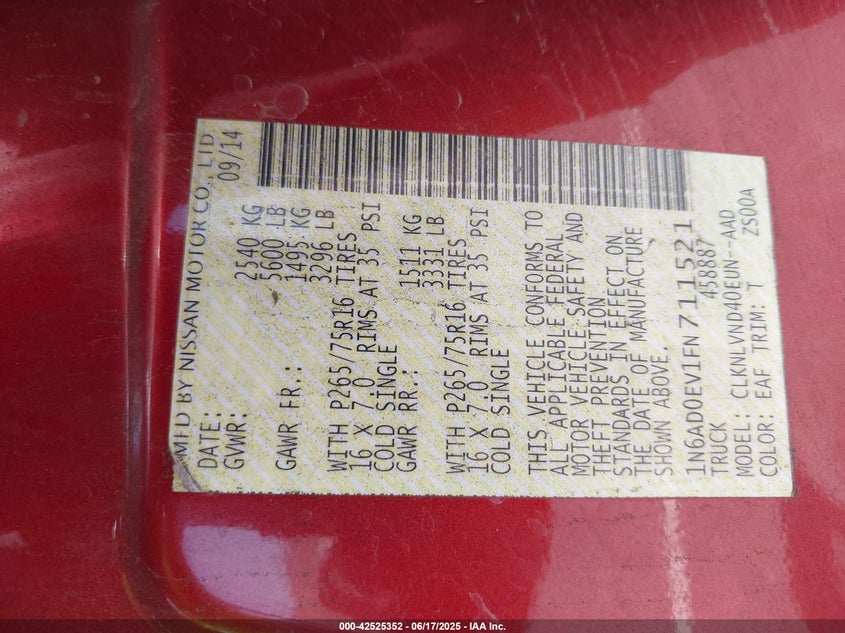 MFD BY NISSAN MOTOR CO., LTD
DATE: 09/14
GVWR: 2540 KG
5600 LB
GAWR FR.: 1495 KG
3296 LB
WITH P265/75R16 TIRES,
16 X 7.0 RIMS AT 35 PSI
COLD SINGLE
GAWR RR.: 1511 KG
3331 LB
WITH P265/75R16 TIRES
16 X 7.0 RIMS AT 35 PSI
COLD SINGLE
THIS VEHICLE CONFORMS TO
ALL APPLICABLE FEDERAL
MOTOR VEHICLE SAFETY AND
THEFT PREVENTION
STANDARDS IN EFFECT ON
THE DATE OF MANUFACTURE
SHOWN ABOVE.
1N6AD0EV1FN711521
TRUCK 458887
MODEL: CLKNLVND40EUN--AAD
COLOR: EAF TRIM: T ZS00A
000-42525352 - 06/17/2025 - IAA Inc.